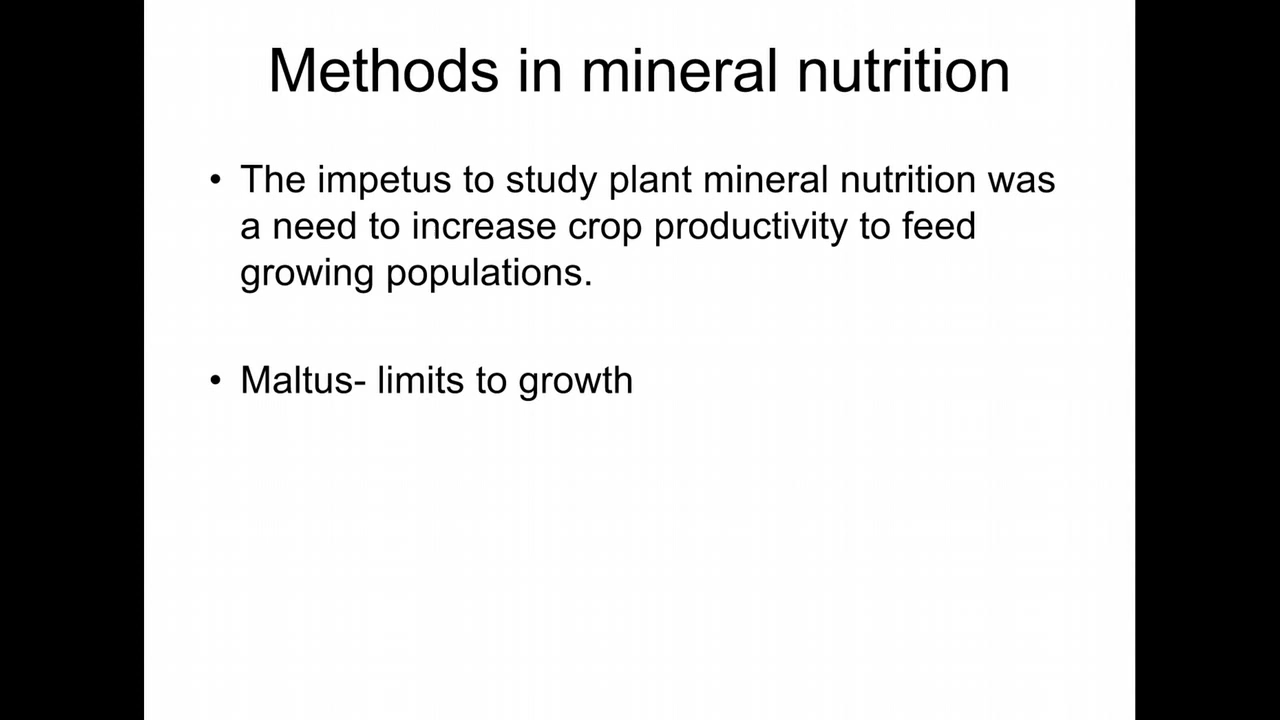 Methods in mineral nutrition
• The impetus to study plant mineral nutrition was
a need to increase crop productivity to feed
growing populations.
• Maltus- limits to growth